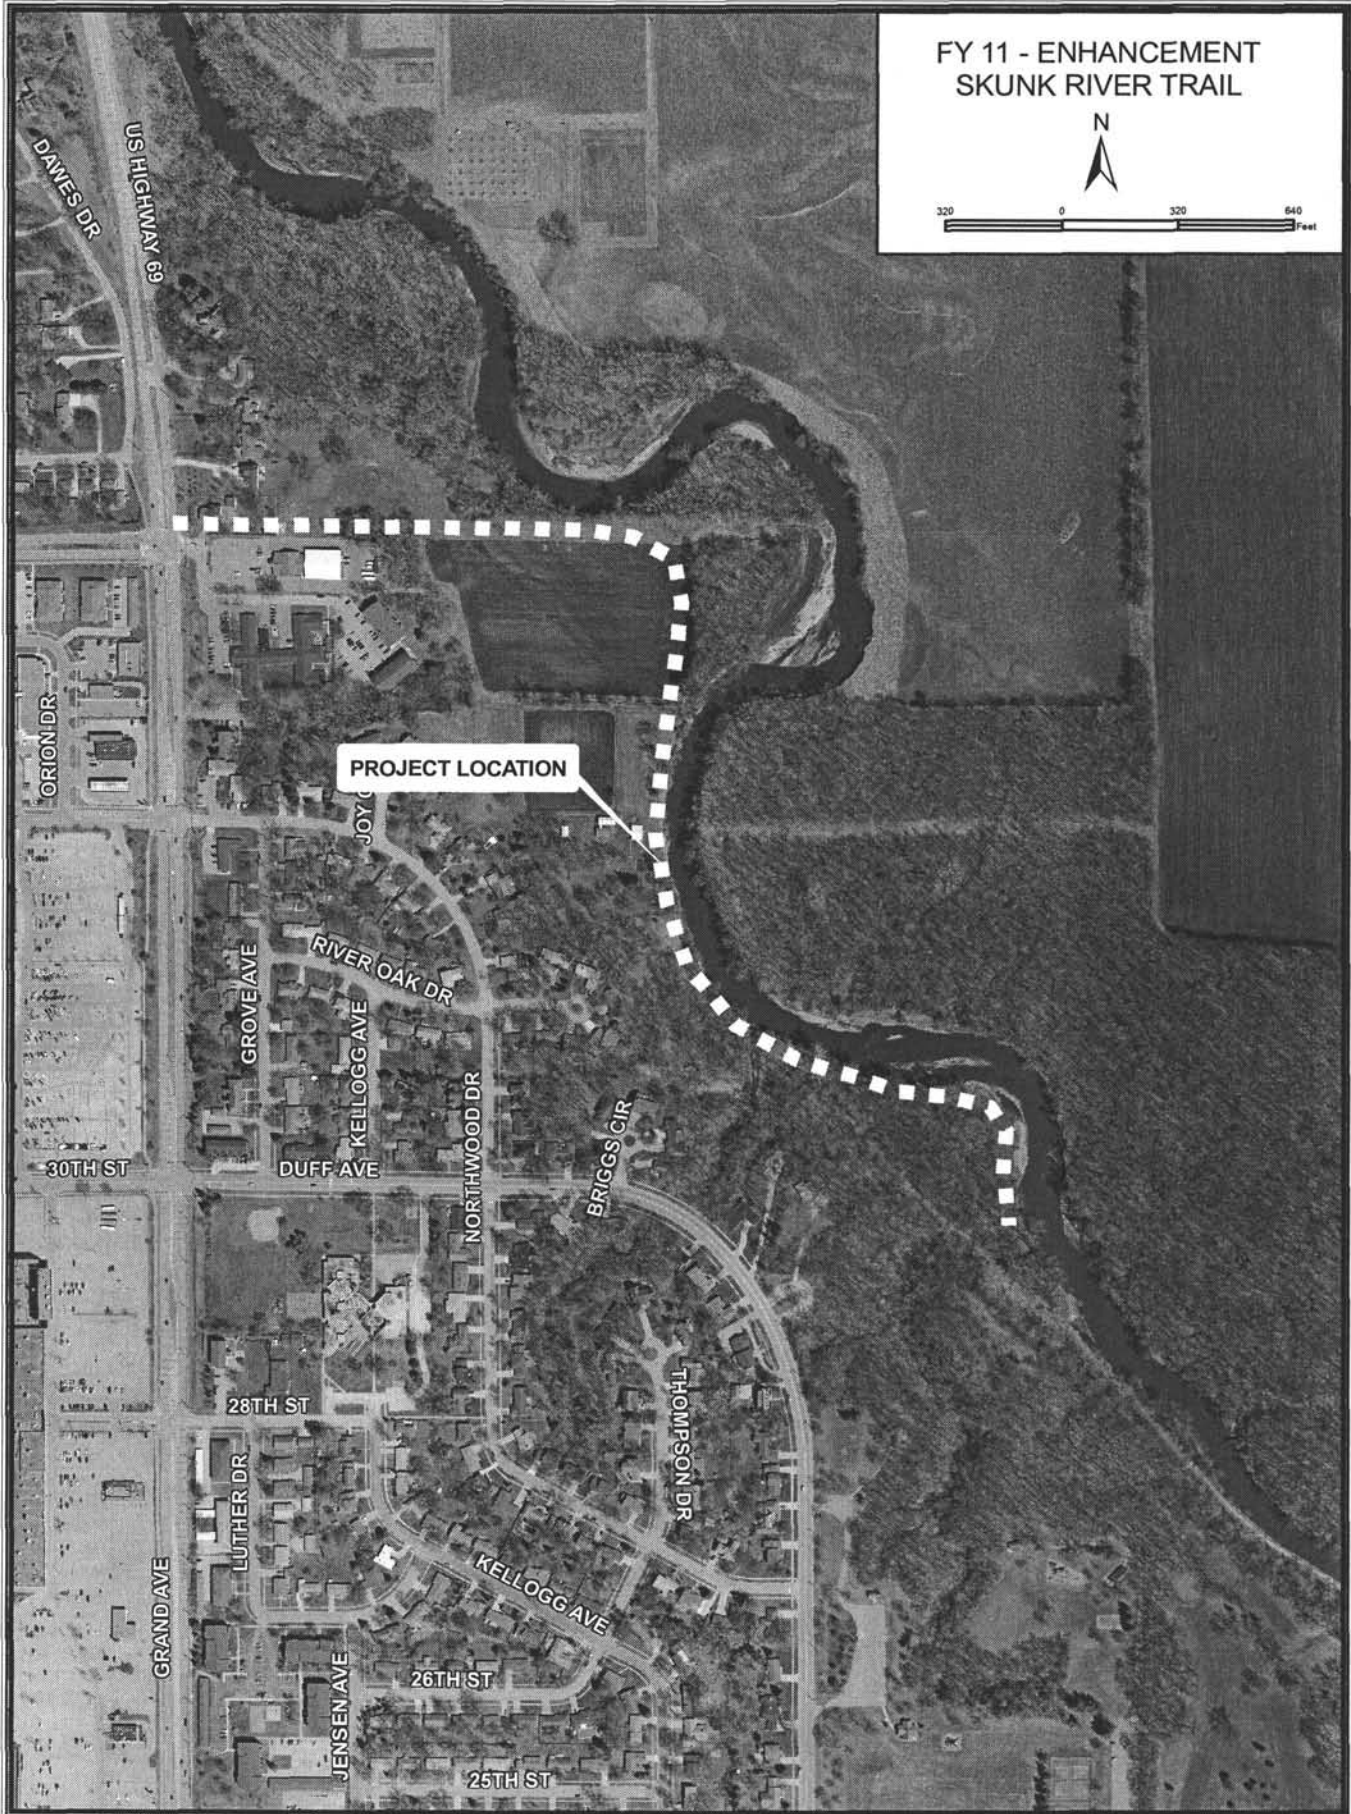 FY 11 - ENHANCEMENT
SKUNK RIVER TRAIL
N
320 0 320 640
Feet
US HIGHWAY 69
DAWES DR
ORION DR
PROJECT LOCATION
JOY
RIVER OAK DR
GROVE AVE
KELLOGG AVE
NORTHWOOD DR
BRIGGS CIR
30TH ST
DUFF AVE
28TH ST
THOMPSON DR
LUTHER DR
KELLOGG AVE
GRAND AVE
26TH ST
JENSEN AVE
25TH ST